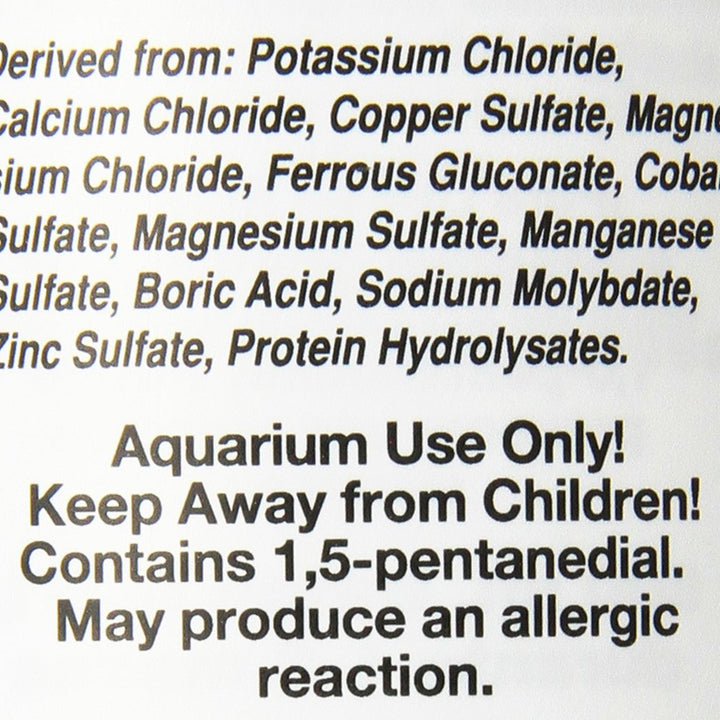 Derived from: Potassium Chloride,
Calcium Chloride, Copper Sulfate, Magne
sium Chloride, Ferrous Gluconate, Coba
Sulfate, Magnesium Sulfate, Manganese
Sulfate, Boric Acid, Sodium Molybdate,
Zinc Sulfate, Protein Hydrolysates.
Aquarium Use Only!
Keep Away from Children!
Contains 1,5-pentanedial.
May produce an allergic
reaction.